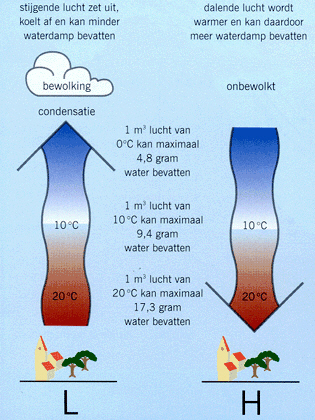 stijgende lucht zet uit,
koelt af en kan minder
waterdamp bevatten
dalende lucht wordt
warmer en kan daardoor
meer waterdamp bevatten
bewolking
onbewolkt
condensatie
1 m³ lucht van
0°C kan maximaal
4,8 gram
water bevatten
1 m³ lucht van
10°C kan maximaal
9,4 gram
water bevatten
10°C
10°C
1 m³ lucht van
20°C kan maximaal
17,3 gram
water bevatten
20°C
20°C
L
H